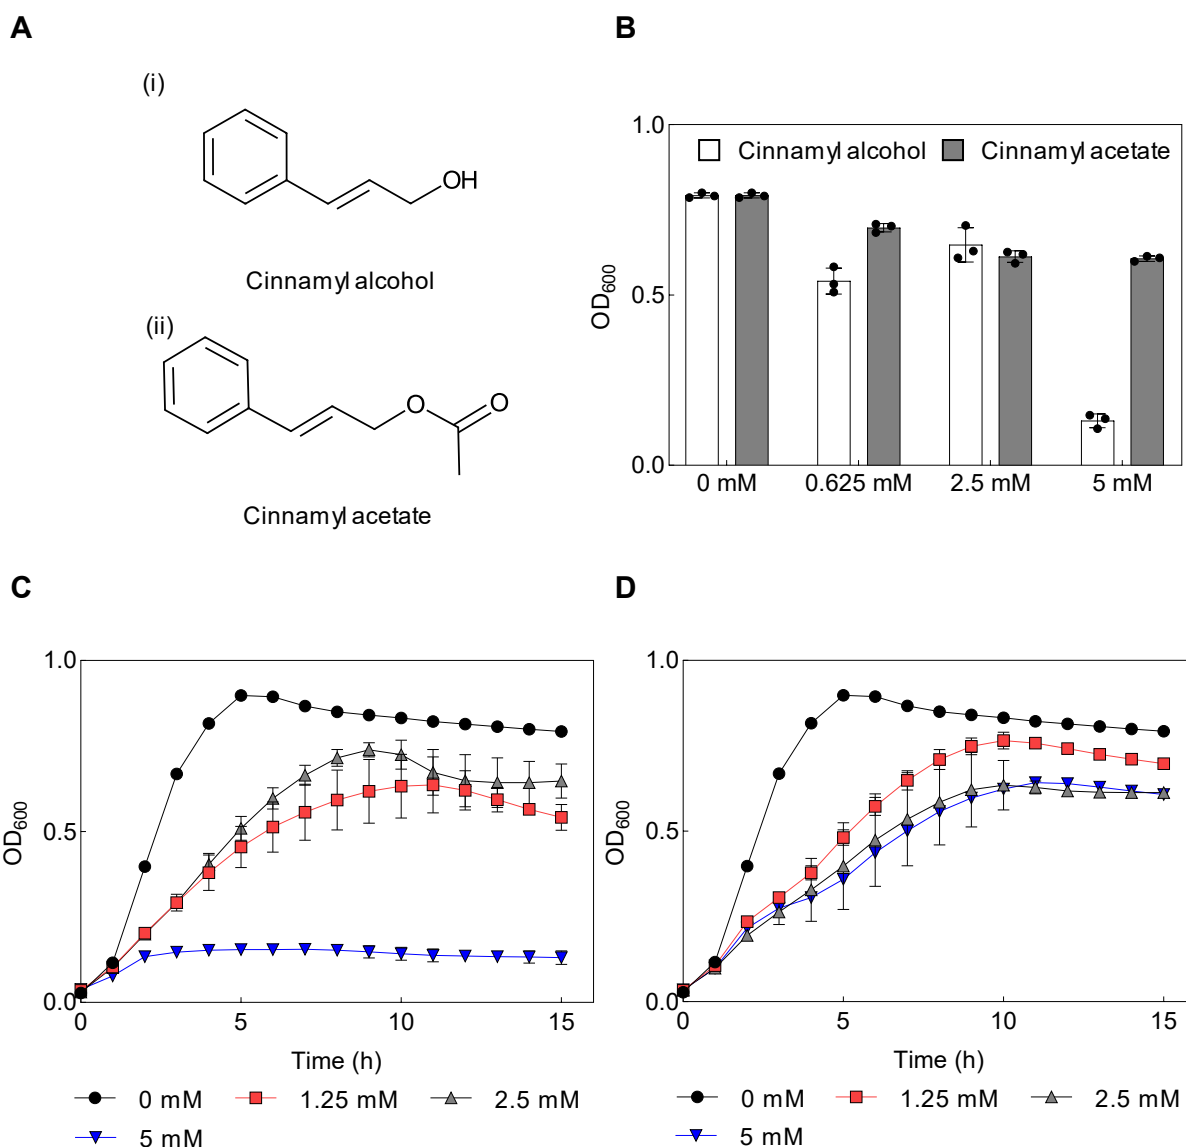 A
(i)
OH
Cinnamyl alcohol
(ii)
O
O
Cinnamyl acetate
B
1.0
0.5
0.0
OD600
Cinnamyl alcohol
Cinnamyl acetate
0 mM 0.625 mM 2.5 mM 5 mM
C
1.0
0.5
0.0
OD600
0 5 10 15
Time (h)
0 mM 1.25 mM 2.5 mM
5 mM
D
1.0
0.5
0.0
OD600
0 5 10 15
Time (h)
0 mM 1.25 mM 2.5 mM
5 mM